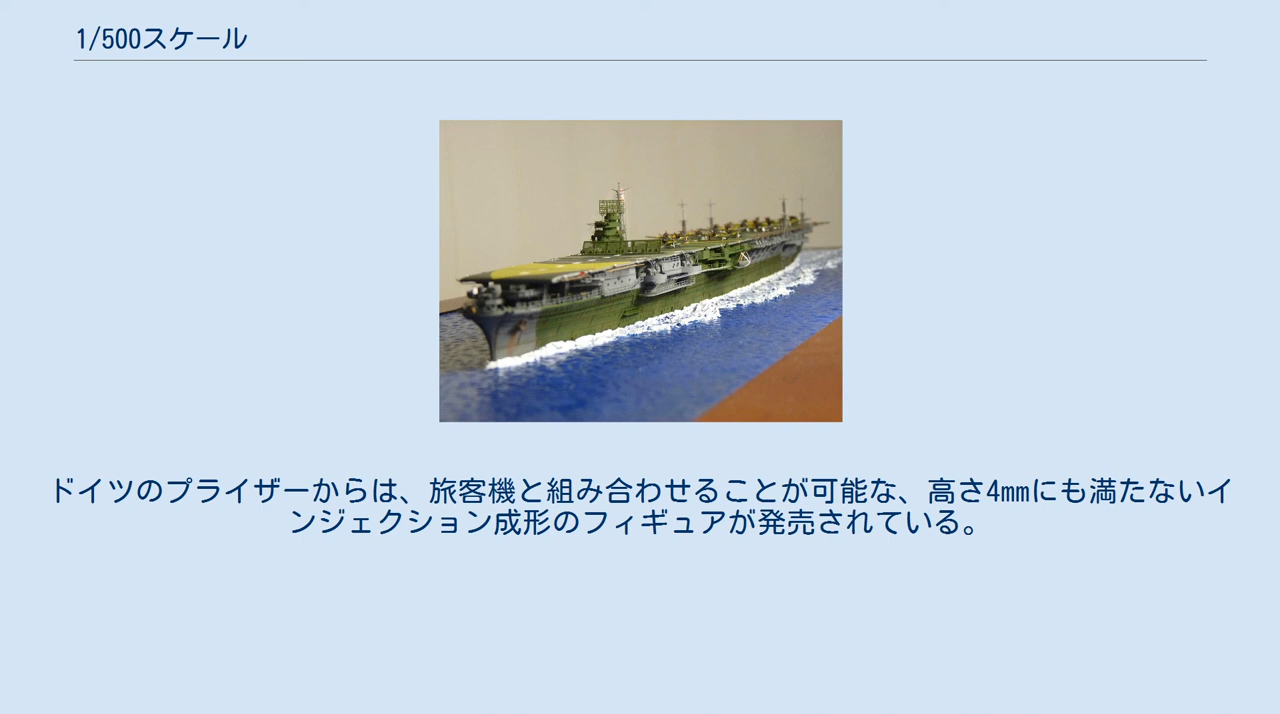 1/500スケール
ドイツのプライザーからは、旅客機と組み合わせることが可能な、高さ4mmにも満たないイ
ンジェクション成形のフィギュアが発売されている。